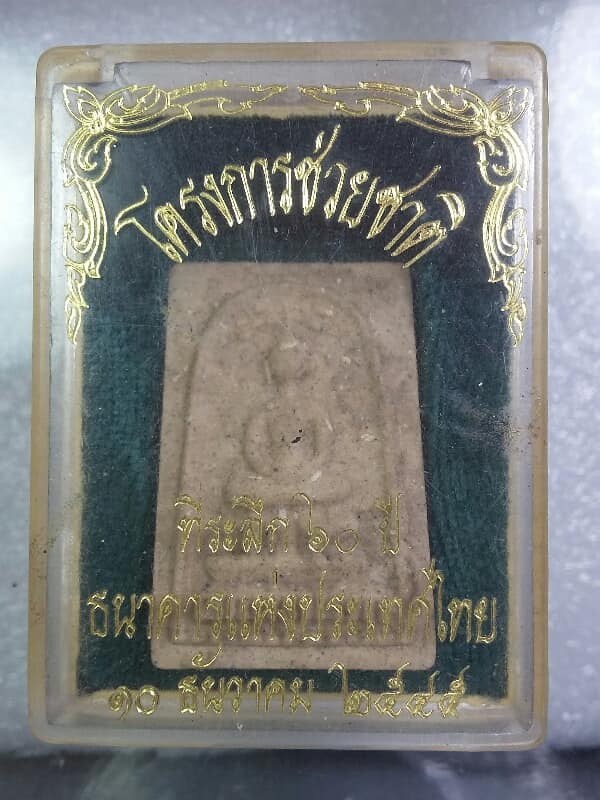 โครงการช่วยชาติ
ที่ระลึก ๖๐ ปี
ธนาคารแห่งประเทศไทย
๑๐ ธันวาคม ๒๕๔๕